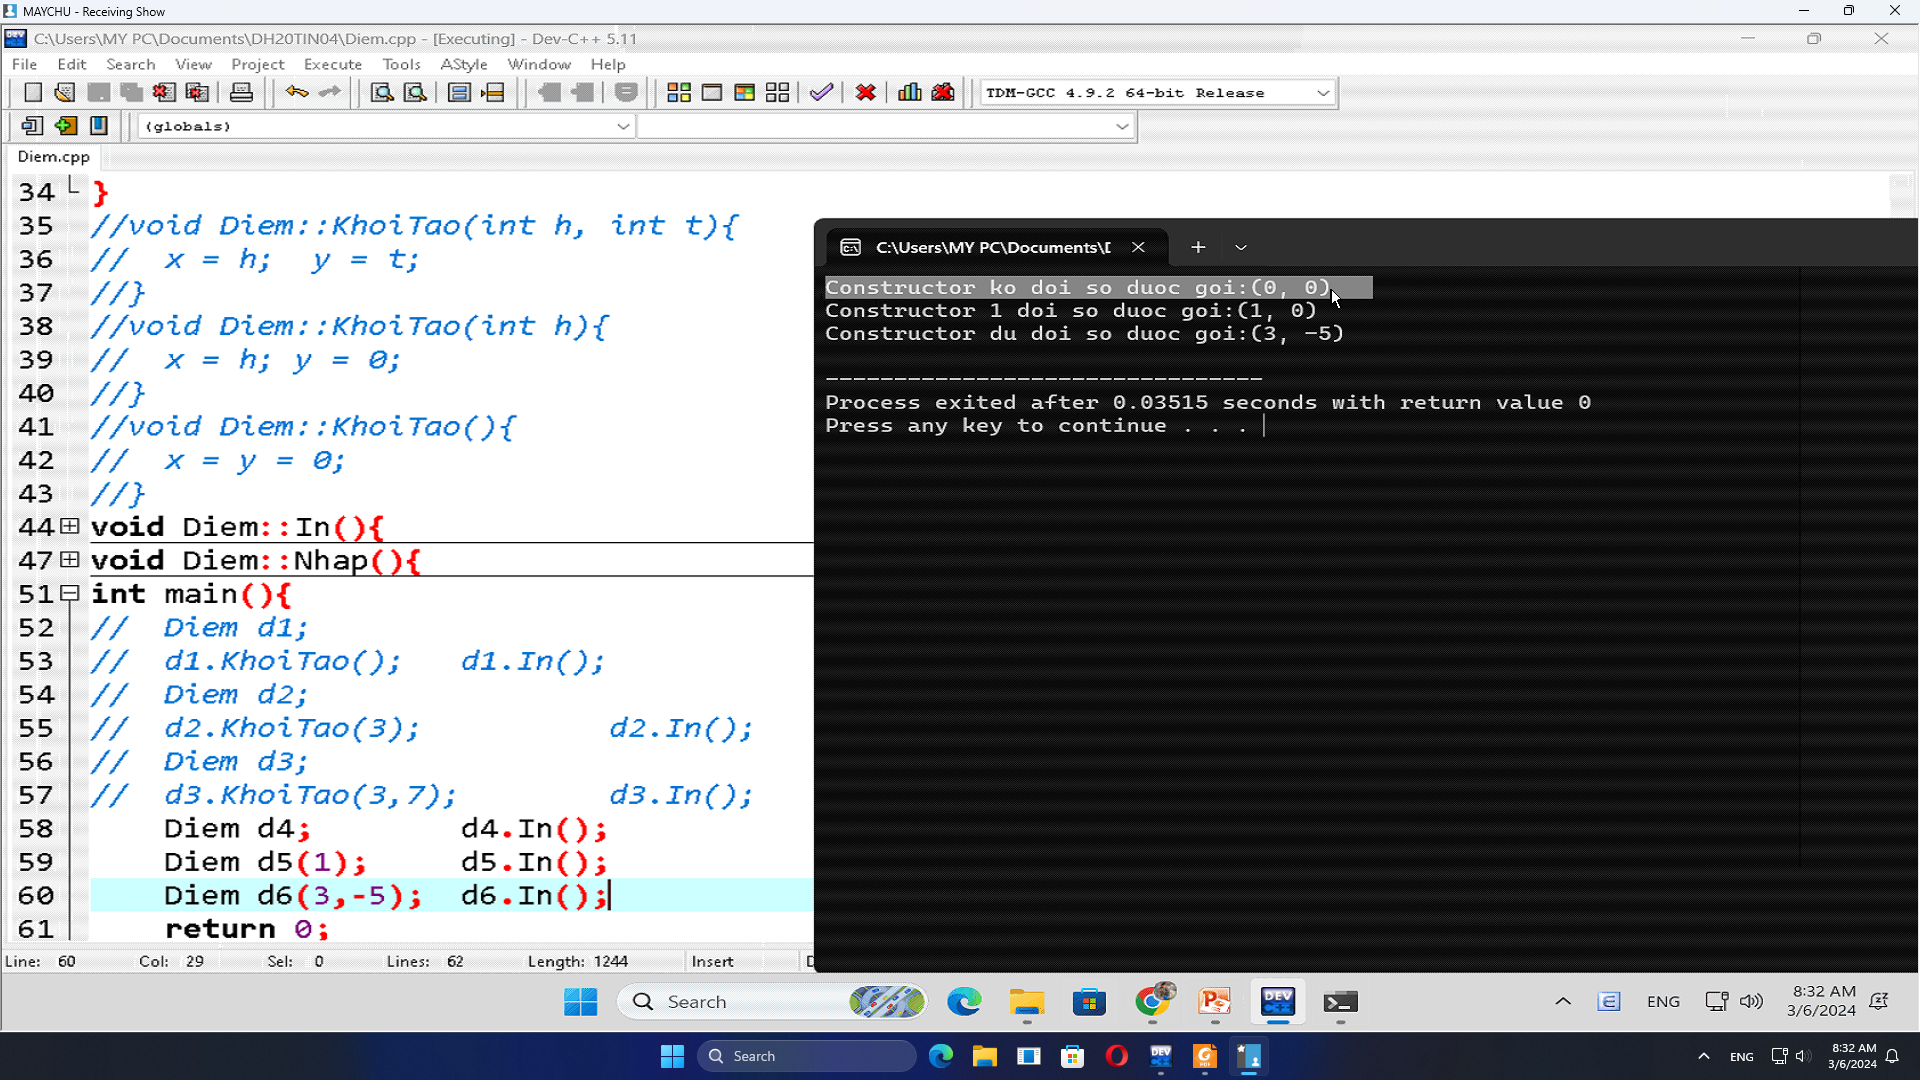 MAYCHU - Receiving Show
C:\Users\MY PC\Documents\DH20TIN04\Diem.cpp - [Executing] - Dev-C++ 5.11
File Edit Search View Project Execute Tools AStyle Window Help
TDM-GCC 4.9.2 64-bit Release
(globals)
Diem.cpp
34 }
35 //void Diem::KhoiTao(int h, int t){
36 //  x = h;  y = t;
37 //}
38 //void Diem::KhoiTao(int h){
39 //  x = h; y = 0;
40 //}
41 //void Diem::KhoiTao(){
42 //  x = y = 0;
43 //}
44 void Diem::In(){
47 void Diem::Nhap(){
51 int main(){
52 //  Diem d1;
53 //  d1.KhoiTao();   d1.In();
54 //  Diem d2;
55 //  d2.KhoiTao(3);          d2.In();
56 //  Diem d3;
57 //  d3.KhoiTao(3,7);        d3.In();
58     Diem d4;        d4.In();
59     Diem d5(1);     d5.In();
60     Diem d6(3,-5);  d6.In();
61     return 0;
C:\Users\MY PC\Documents\D
Constructor ko doi so duoc goi:(0, 0)
Constructor 1 doi so duoc goi:(1, 0)
Constructor du doi so duoc goi:(3, -5)
--------------------------------
Process exited after 0.03515 seconds with return value 0
Press any key to continue . . .
Line: 60 Col: 29 Sel: 0 Lines: 62 Length: 1244 Insert D
Search
DEV
C++
ENG
8:32 AM
3/6/2024
Search
DEV
ENG
8:32 AM
3/6/2024